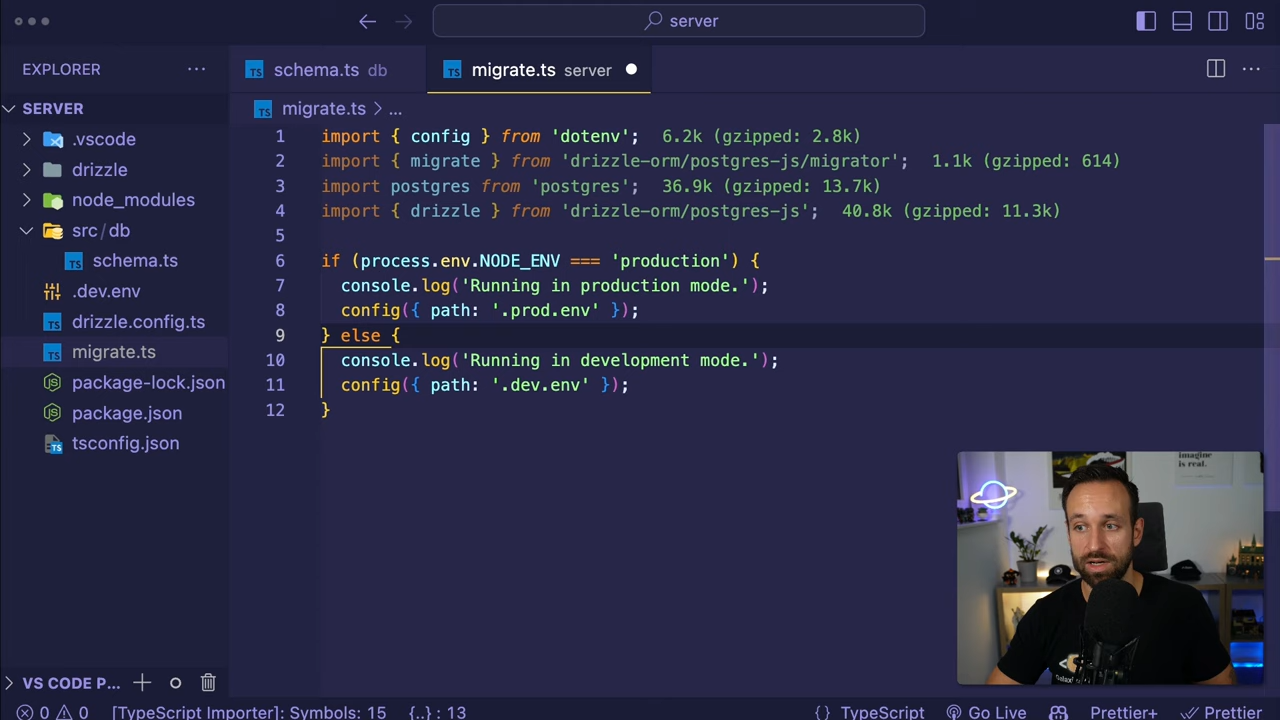 server
EXPLORER ···
schema.ts db
migrate.ts server
SERVER
.vscode
drizzle
node_modules
src/db
schema.ts
.dev.env
drizzle.config.ts
migrate.ts
package-lock.json
package.json
tsconfig.json
VS CODE P...
migrate.ts > ...
1 import { config } from 'dotenv'; 6.2k (gzipped: 2.8k)
2 import { migrate } from 'drizzle-orm/postgres-js/migrator'; 1.1k (gzipped: 614)
3 import postgres from 'postgres'; 36.9k (gzipped: 13.7k)
4 import { drizzle } from 'drizzle-orm/postgres-js'; 40.8k (gzipped: 11.3k)
5
6 if (process.env.NODE_ENV === 'production') {
7 console.log('Running in production mode.');
8 config({ path: '.prod.env' });
9 } else {
10 console.log('Running in development mode.');
11 config({ path: '.dev.env' });
12 }
imagine
is real.
0 0 [TypeScript Importer]: Symbols: 15 {..} : 13 {} TypeScript Go Live Prettier+ Prettier